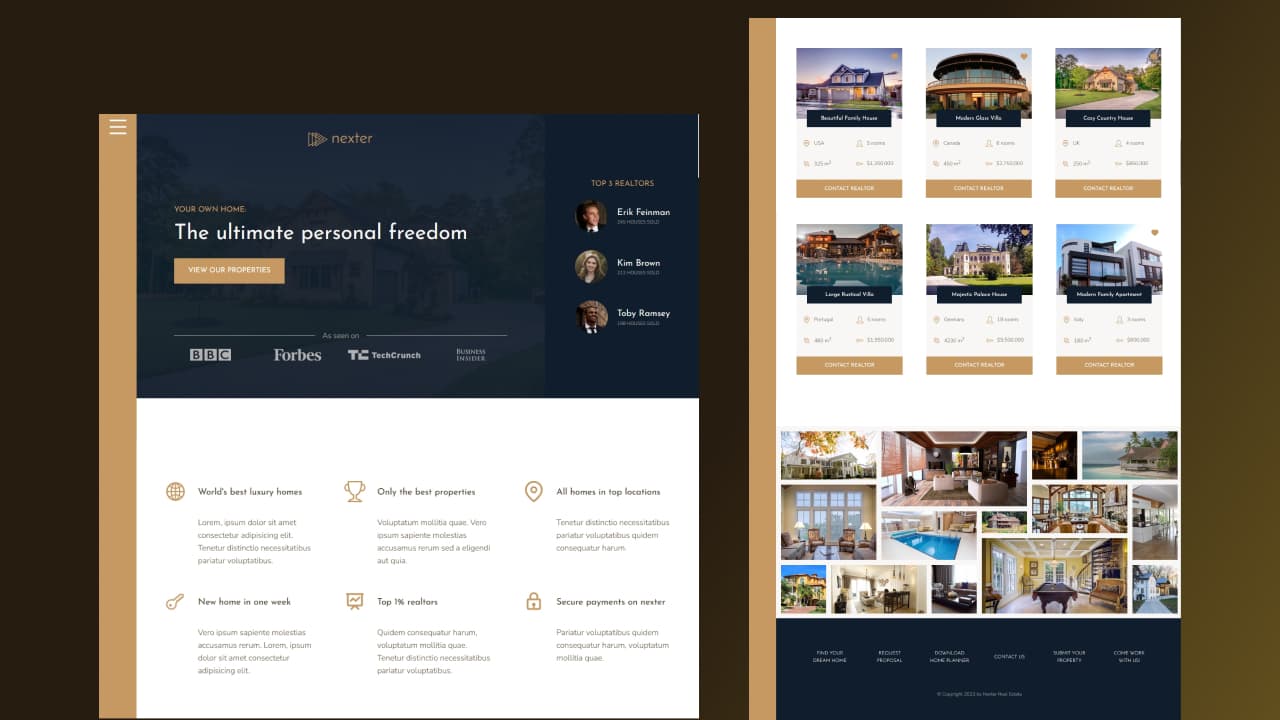 nexter
YOUR OWN HOME:
The ultimate personal freedom
VIEW OUR PROPERTIES
As seen on
BBC Forbes TC TechCrunch BUSINESS INSIDER
TOP 3 REALTORS
Erik Feinman
HOUSES SOLD
Kim Brown
HOUSES SOLD
Toby Ramsey
HOUSES SOLD
World's best luxury homes
Lorem, ipsum dolor sit amet
consectetur adipisicing elit.
Tenetur distinctio necessitatibus
pariatur voluptatibus.
Only the best properties
Voluptatum mollitia quae. Vero
ipsum sapiente molestias
accusamus rerum sed a eligendi
aut quia.
All homes in top locations
Tenetur distinctio necessitatibus
pariatur voluptatibus quidem
consequatur harum.
New home in one week
Vero ipsum sapiente molestias
accusamus rerum. Lorem, ipsum
dolor sit amet consectetur
adipisicing elit.
Top 1% realtors
Quidem consequatur harum,
voluptatum mollitia quae.
Tenetur distinctio necessitatibus
pariatur voluptatibus.
Secure payments on nexter
Pariatur voluptatibus quidem
consequatur harum, voluptatum
mollitia quae.
Beautiful Family House
USA 5 rooms
325 m² $1,200,000
CONTACT REALTOR
Modern Glass Villa
Canada 6 rooms
450 m² $2,750,000
CONTACT REALTOR
Cozy Country House
UK 4 rooms
250 m² $850,000
CONTACT REALTOR
Large Rustical Villa
Portugal 6 rooms
480 m² $1,950,000
CONTACT REALTOR
Majestic Palace House
Germany 18 rooms
4230 m² $9,500,000
CONTACT REALTOR
Modern Family Apartment
Italy 3 rooms
180 m² $600,000
CONTACT REALTOR
FIND YOUR
DREAM HOME
REQUEST
PROPOSAL
DOWNLOAD
HOME PLANNER
CONTACT US
SUBMIT YOUR
PROPERTY
COME WORK
WITH US!
© Copyright 2023 by Nexter Real Estate